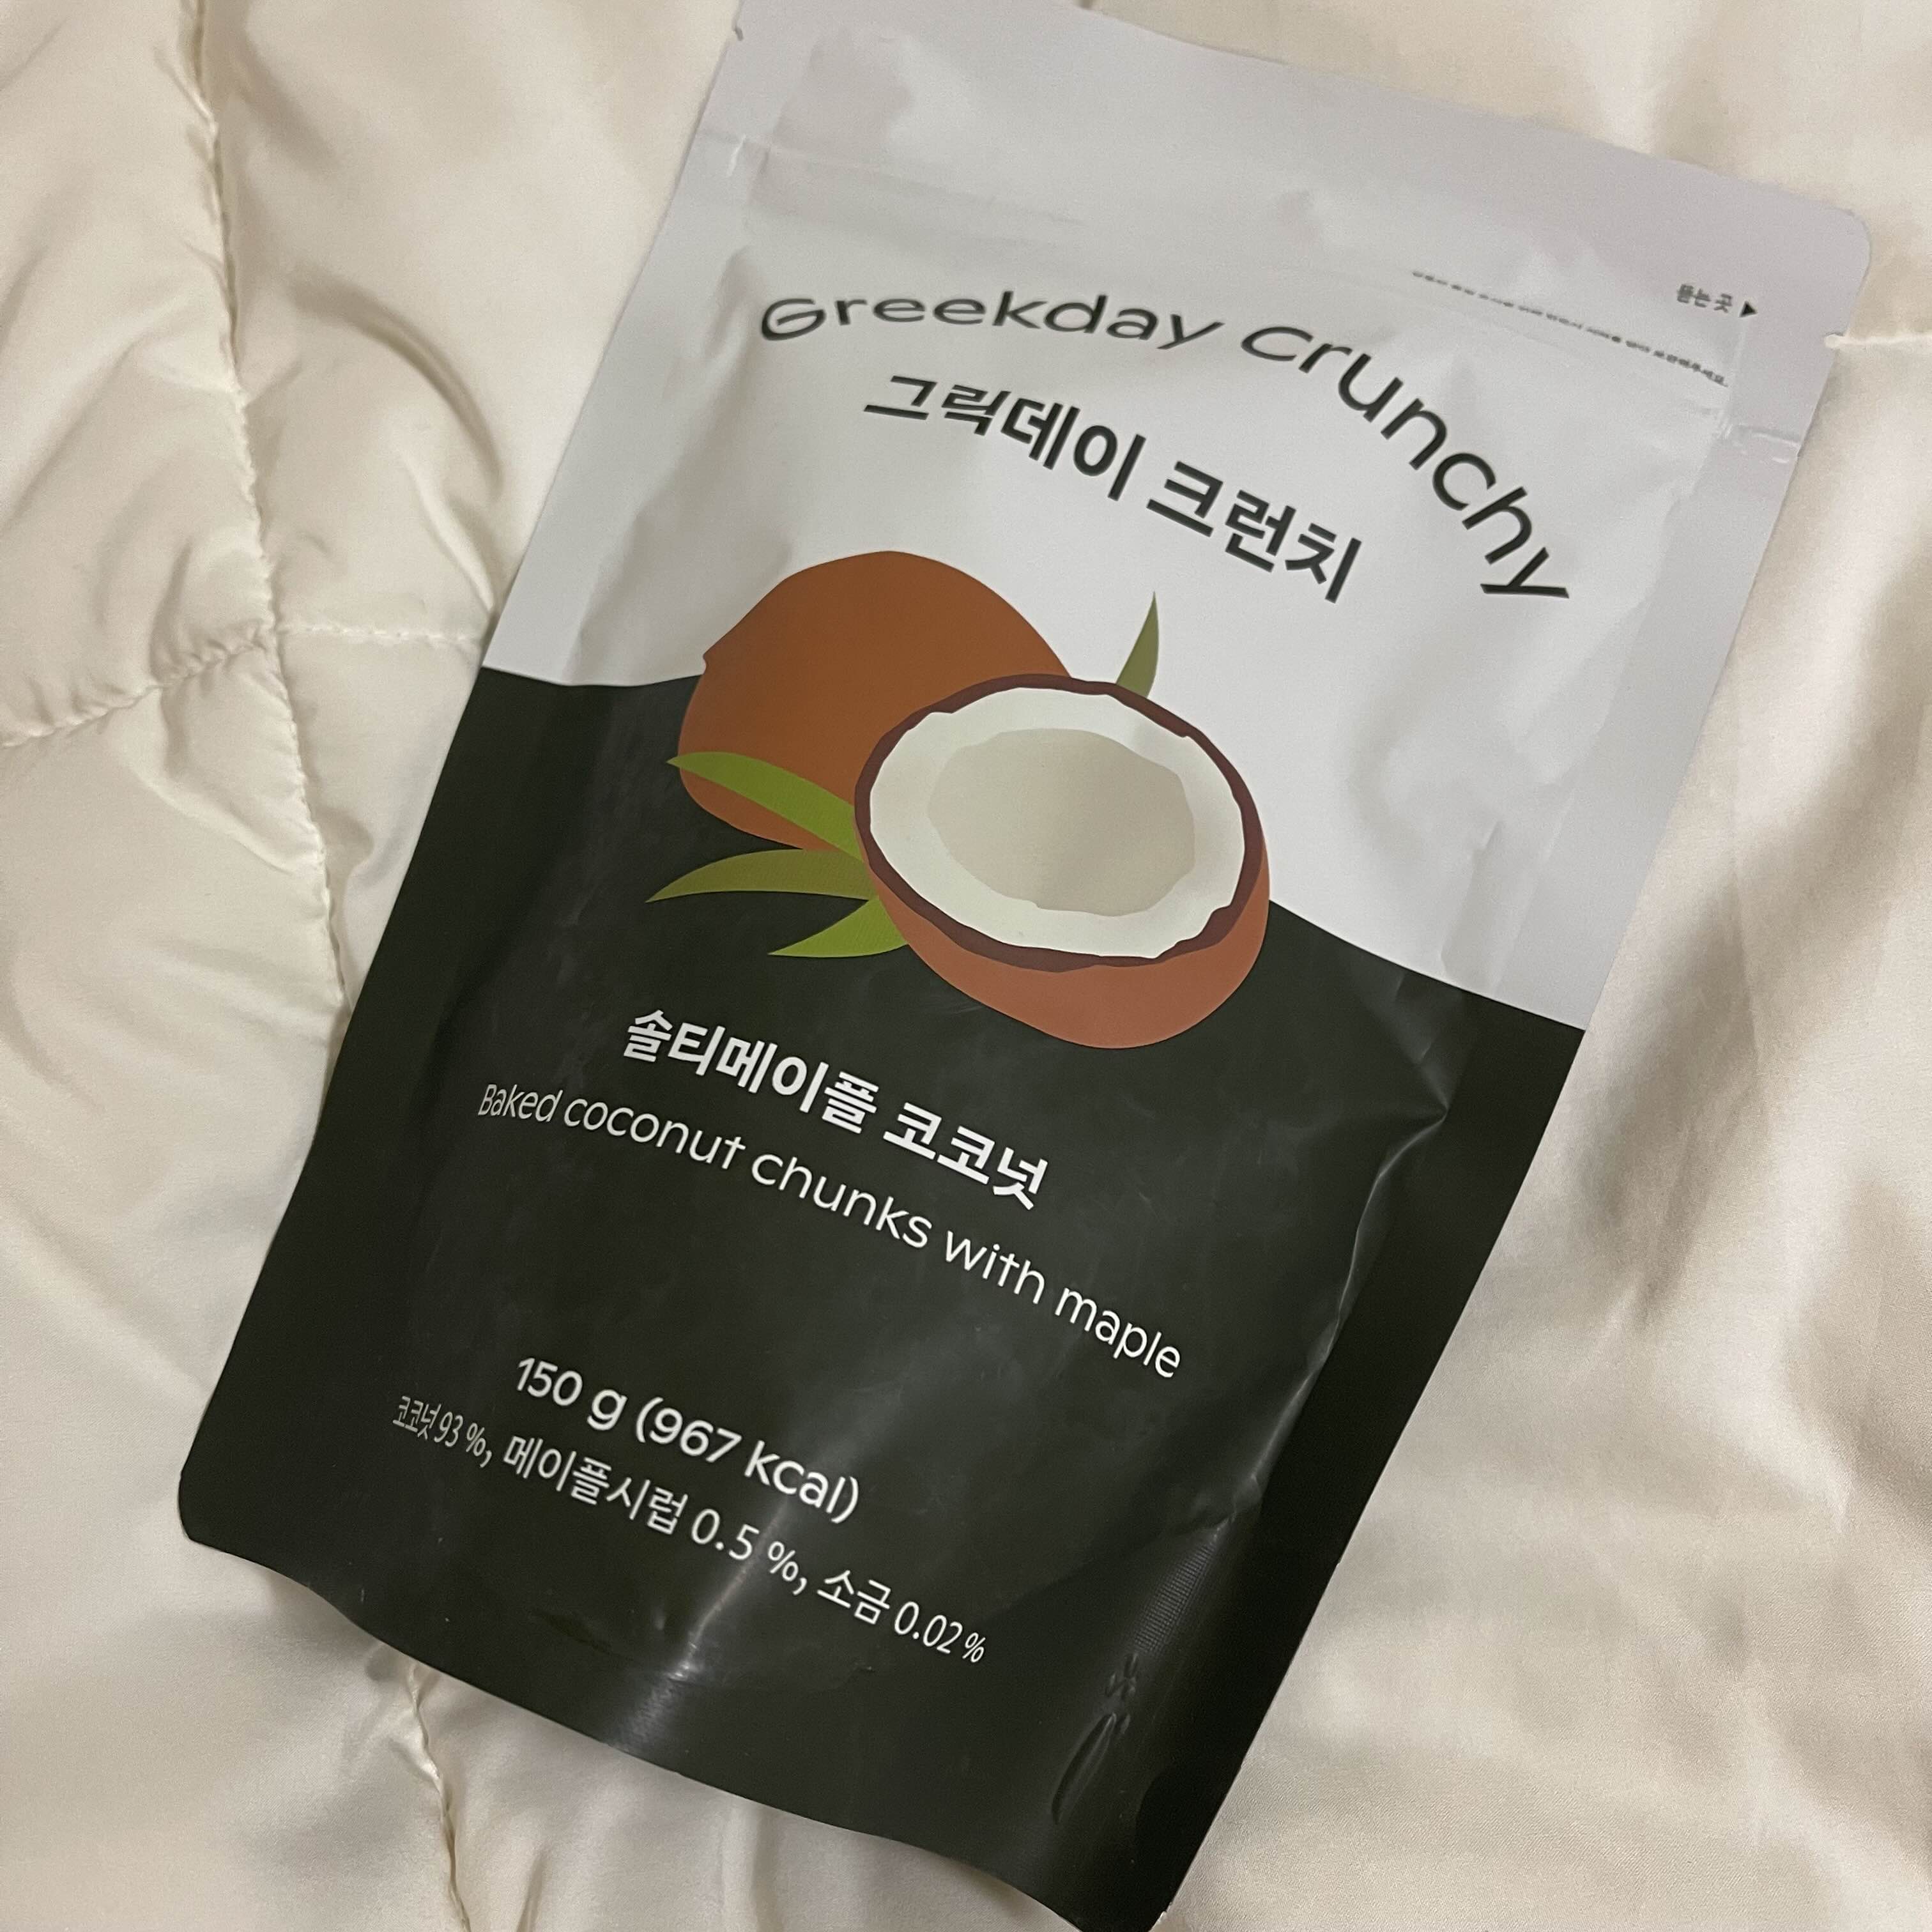 뜯는 곳 ▶
Greekday Crunchy
그릭데이 크런치
솔티메이플 코코넛
Baked coconut chunks with maple
150 g (967 kcal)
코코넛 93 %, 메이플시럽 0.5 %, 소금 0.02 %